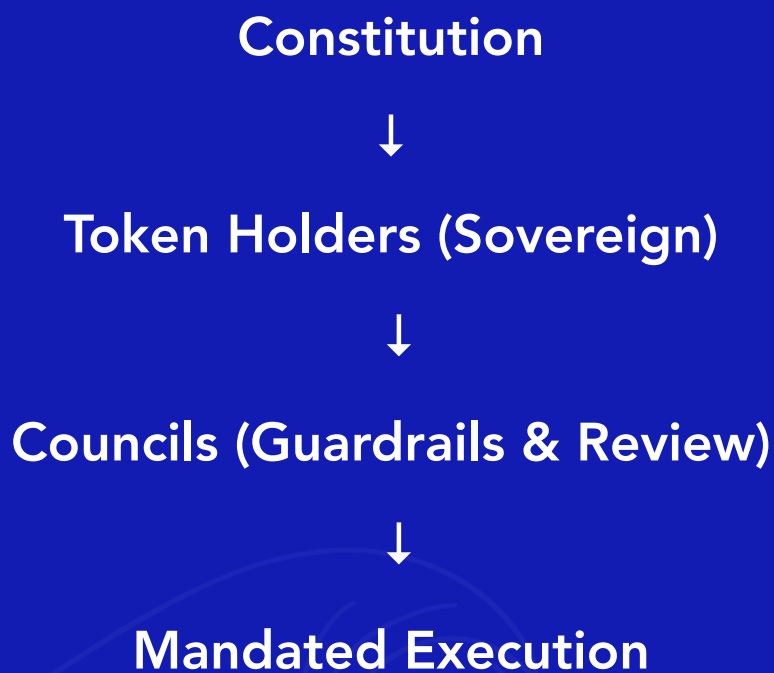 Constitution
↓
Token Holders (Sovereign)
↓
Councils (Guardrails & Review)
↓
Mandated Execution